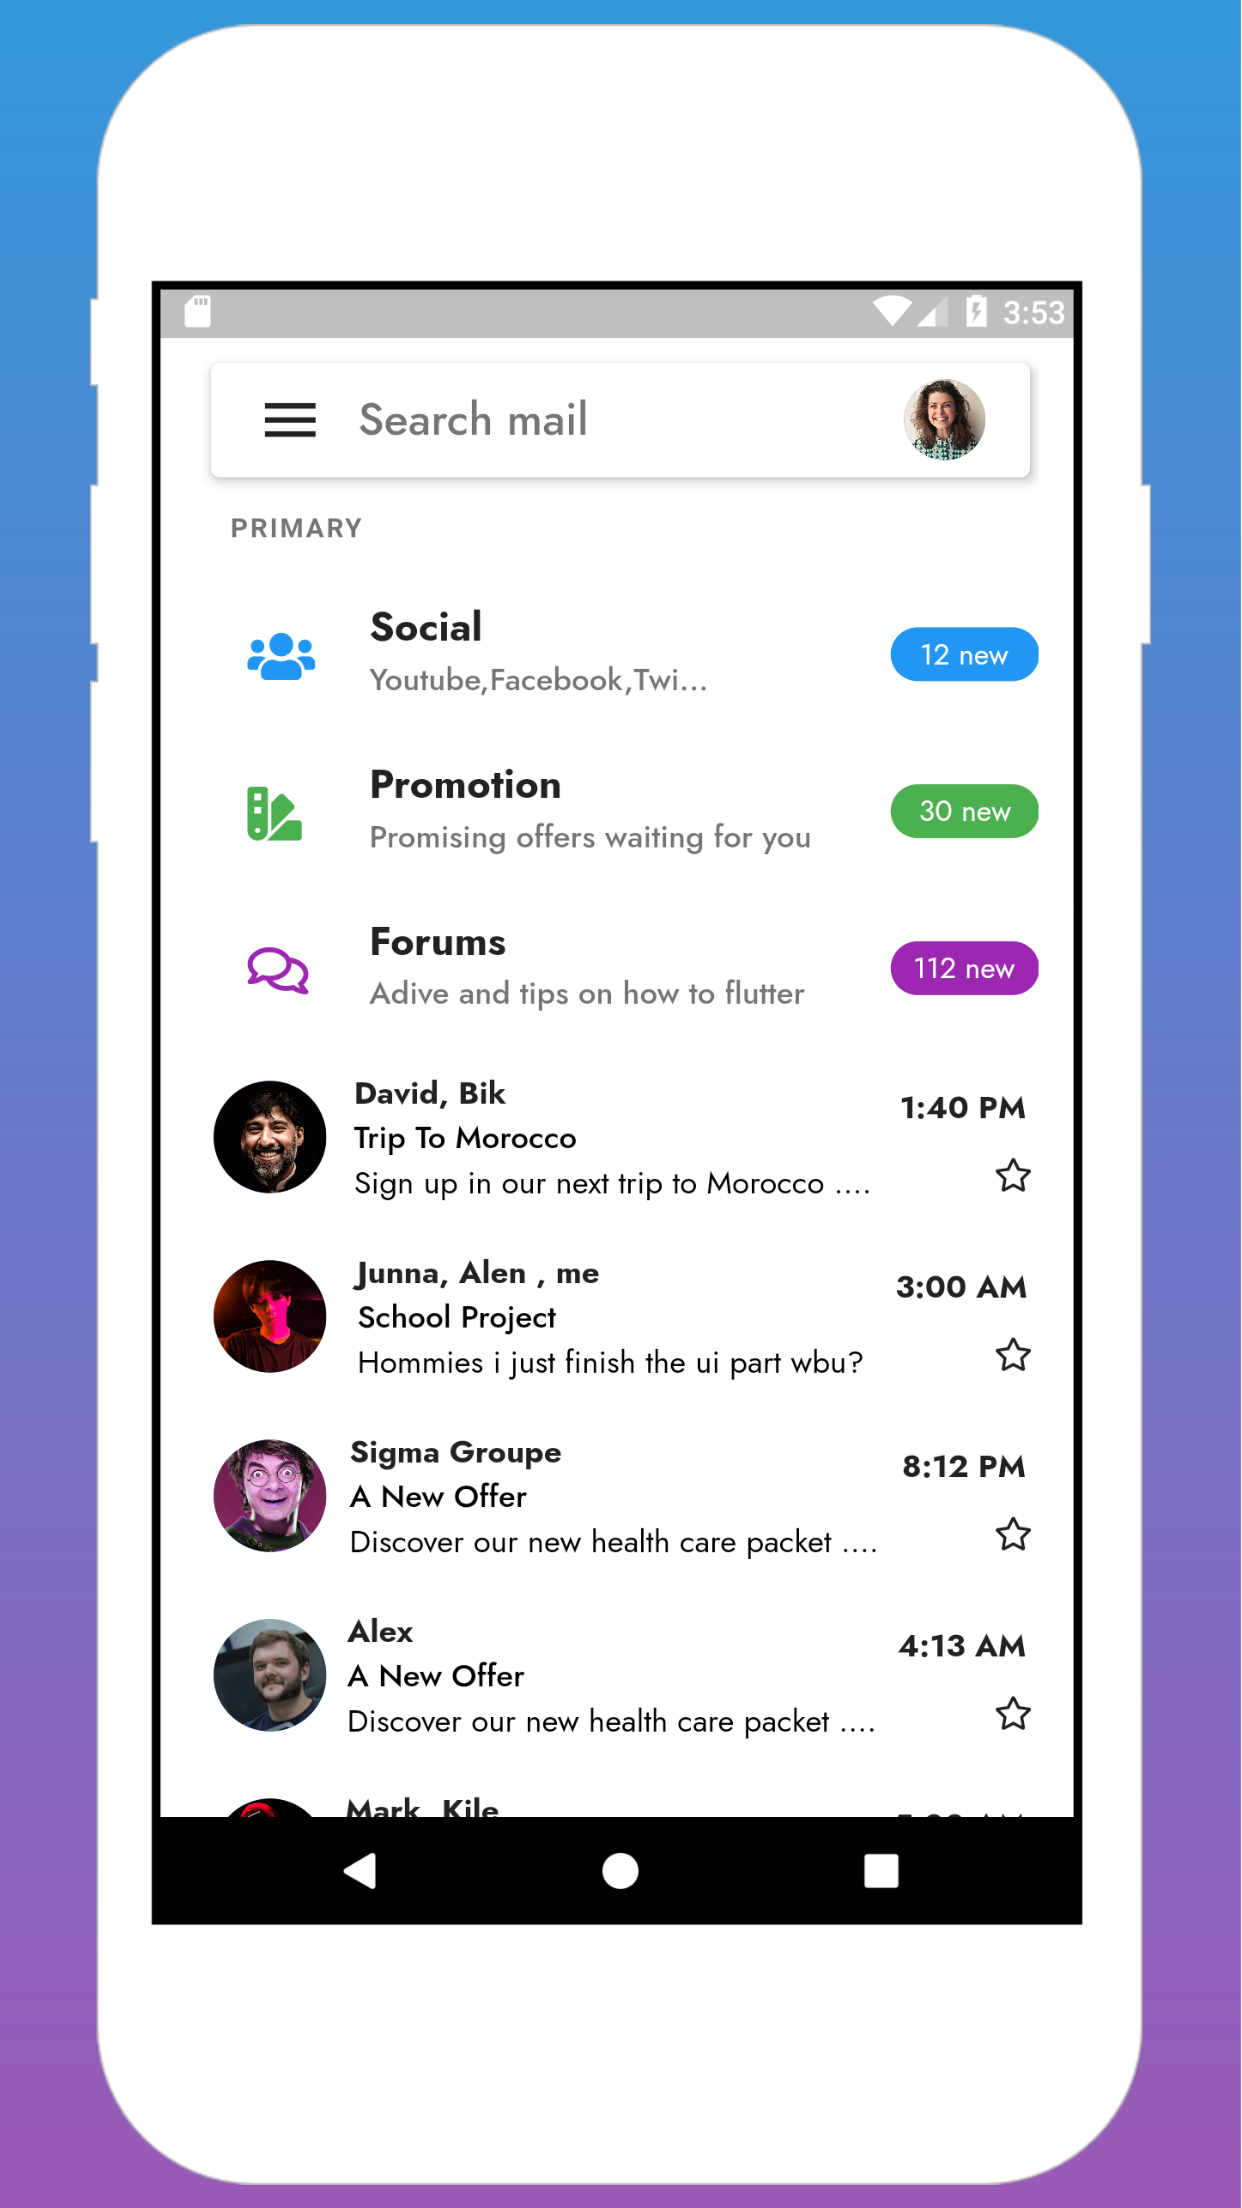 3:53
Search mail
PRIMARY
Social
Youtube,Facebook,Twi...
12 new
Promotion
Promising offers waiting for you
30 new
Forums
Adive and tips on how to flutter
112 new
David, Bik
1:40 PM
Trip To Morocco
Sign up in our next trip to Morocco ....
Junna, Alen , me
3:00 AM
School Project
Hommies i just finish the ui part wbu?
Sigma Groupe
8:12 PM
A New Offer
Discover our new health care packet ....
Alex
4:13 AM
A New Offer
Discover our new health care packet ....
Mark, Kile